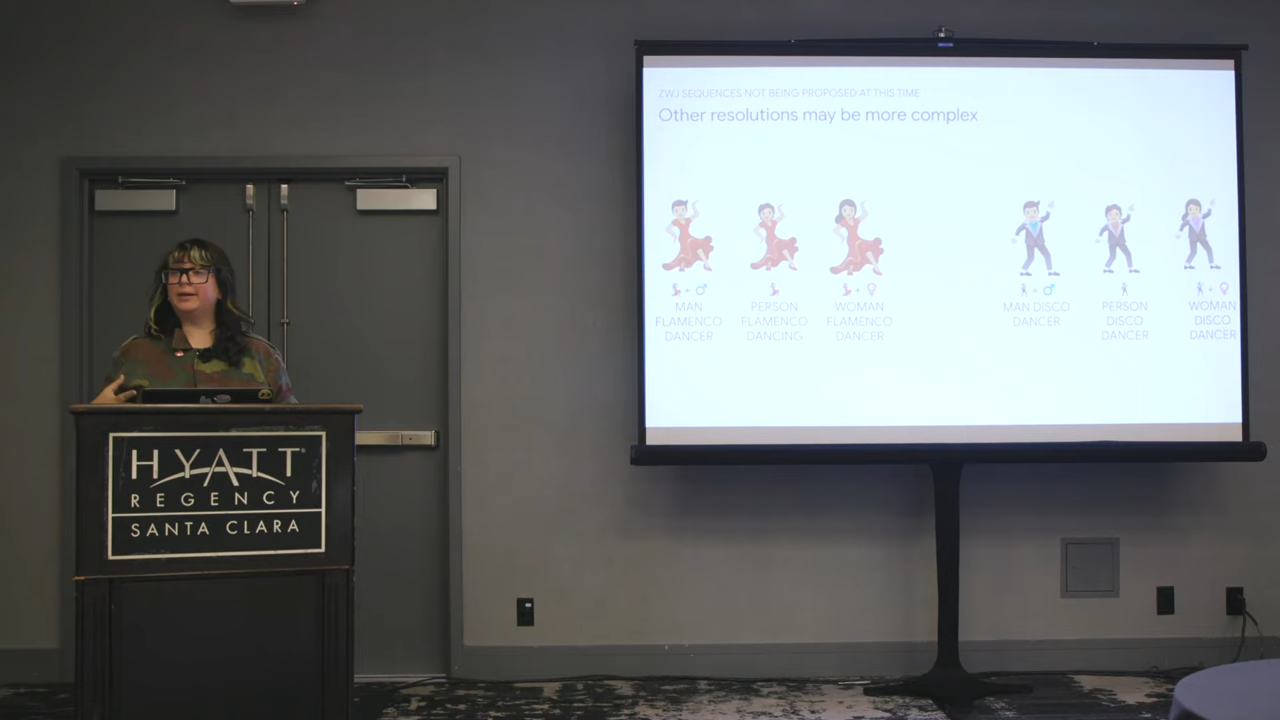 ZWJ SEQUENCES NOT BEING PROPOSED AT THIS TIME
Other resolutions may be more complex
MAN
FLAMENCO
DANCER
PERSON
FLAMENCO
DANCING
WOMAN
FLAMENCO
DANCER
MAN DISCO
DANCER
PERSON
DISCO
DANCER
WOMAN
DISCO
DANCER
HYATT
REGENCY
SANTA CLARA